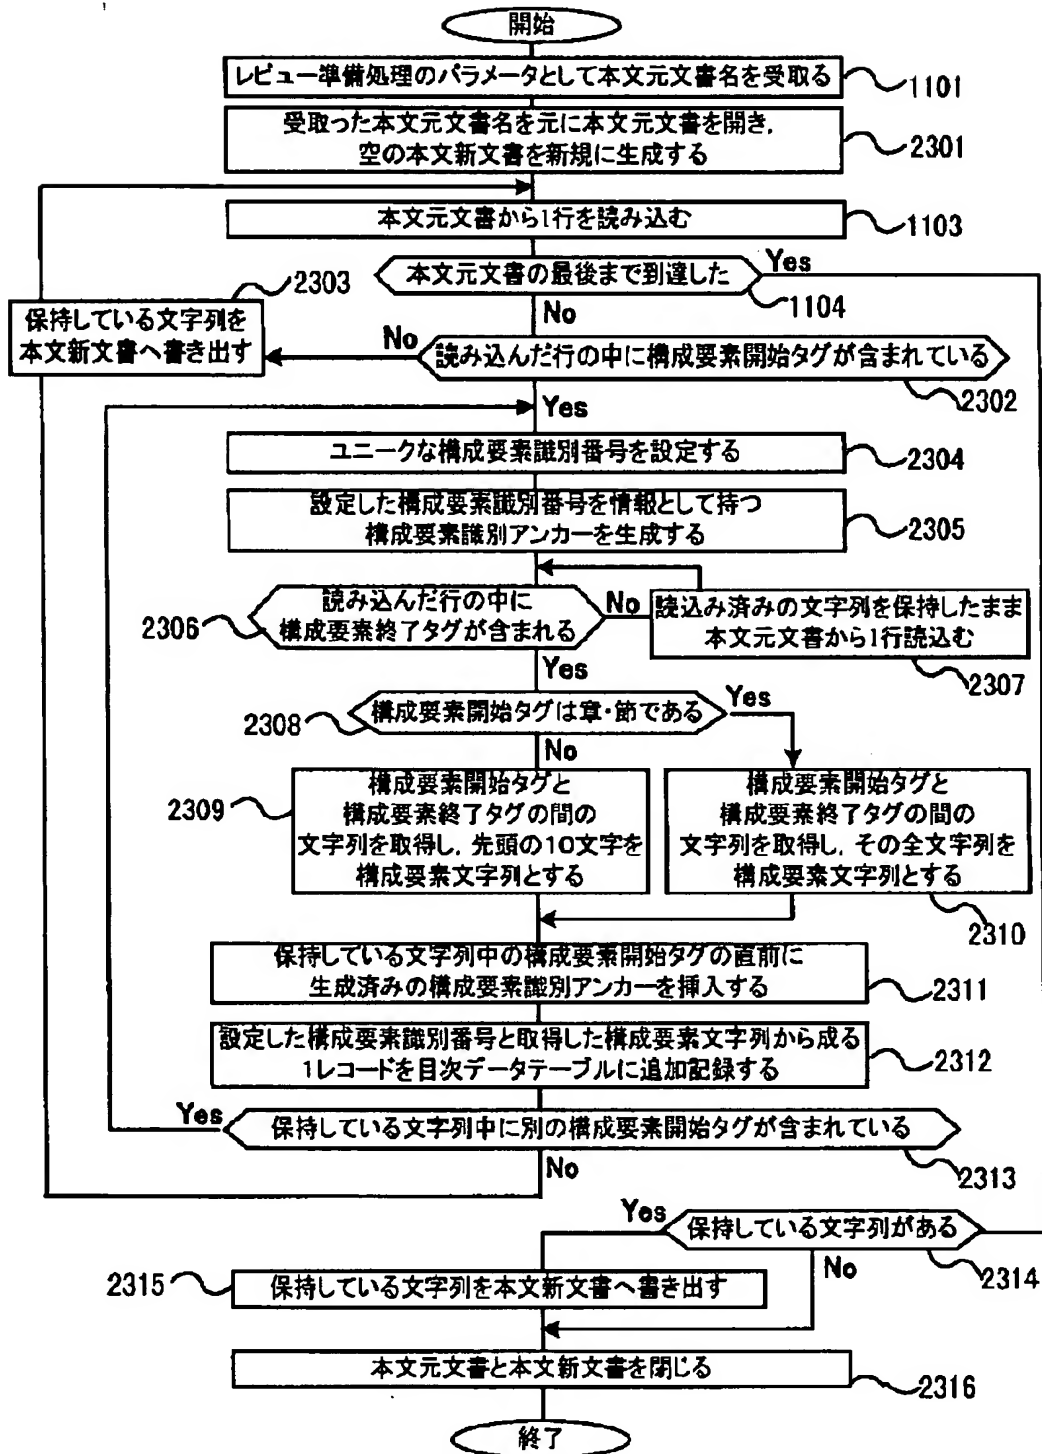 開始
レビュー準備処理のパラメータとして本文元文書名を受取る
1101
受取った本文元文書名を元に本文元文書を開き,
空の本文新文書を新規に生成する
2301
本文元文書から1行を読み込む
1103
本文元文書の最後まで到達した
Yes
1104
No
2303
保持している文字列を
本文新文書へ書き出す
No
読み込んだ行の中に構成要素開始タグが含まれている
2302
Yes
ユニークな構成要素識別番号を設定する
2304
設定した構成要素識別番号を情報として持つ
構成要素識別アンカーを生成する
2305
読み込んだ行の中に
構成要素終了タグが含まれる
2306
No
読込み済みの文字列を保持したまま
本文元文書から1行読込む
2307
Yes
構成要素開始タグは章・節である
2308
Yes
No
2309
構成要素開始タグと
構成要素終了タグの間の
文字列を取得し, 先頭の10文字を
構成要素文字列とする
構成要素開始タグと
構成要素終了タグの間の
文字列を取得し, その全文字列を
構成要素文字列とする
2310
保持している文字列中の構成要素開始タグの直前に
生成済みの構成要素識別アンカーを挿入する
2311
設定した構成要素識別番号と取得した構成要素文字列から成る
1レコードを目次データテーブルに追加記録する
2312
Yes
保持している文字列中に別の構成要素開始タグが含まれている
2313
No
Yes
保持している文字列がある
2314
No
2315
保持している文字列を本文新文書へ書き出す
本文元文書と本文新文書を閉じる
2316
終了